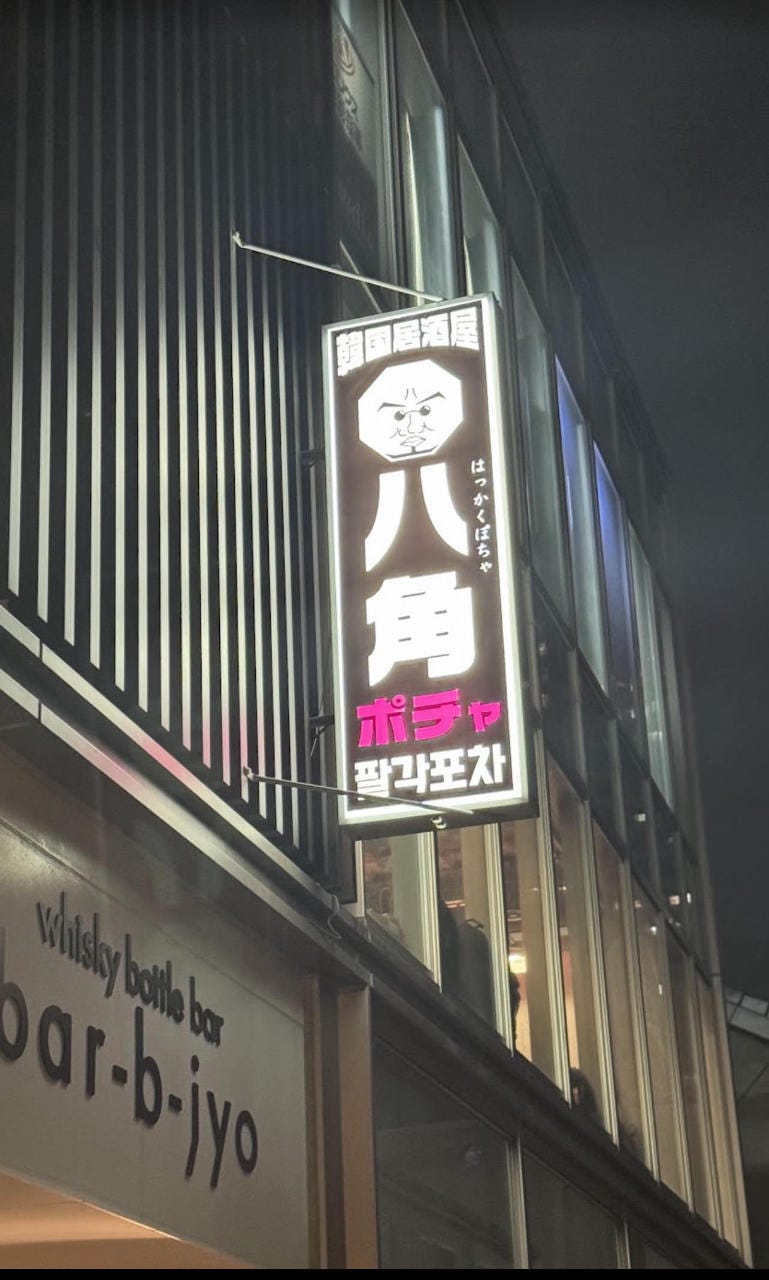 韓国居酒屋
八角
はっかくぽちゃ
ポチャ
팔각포차
whisky bottle bar
bar-b-jyo